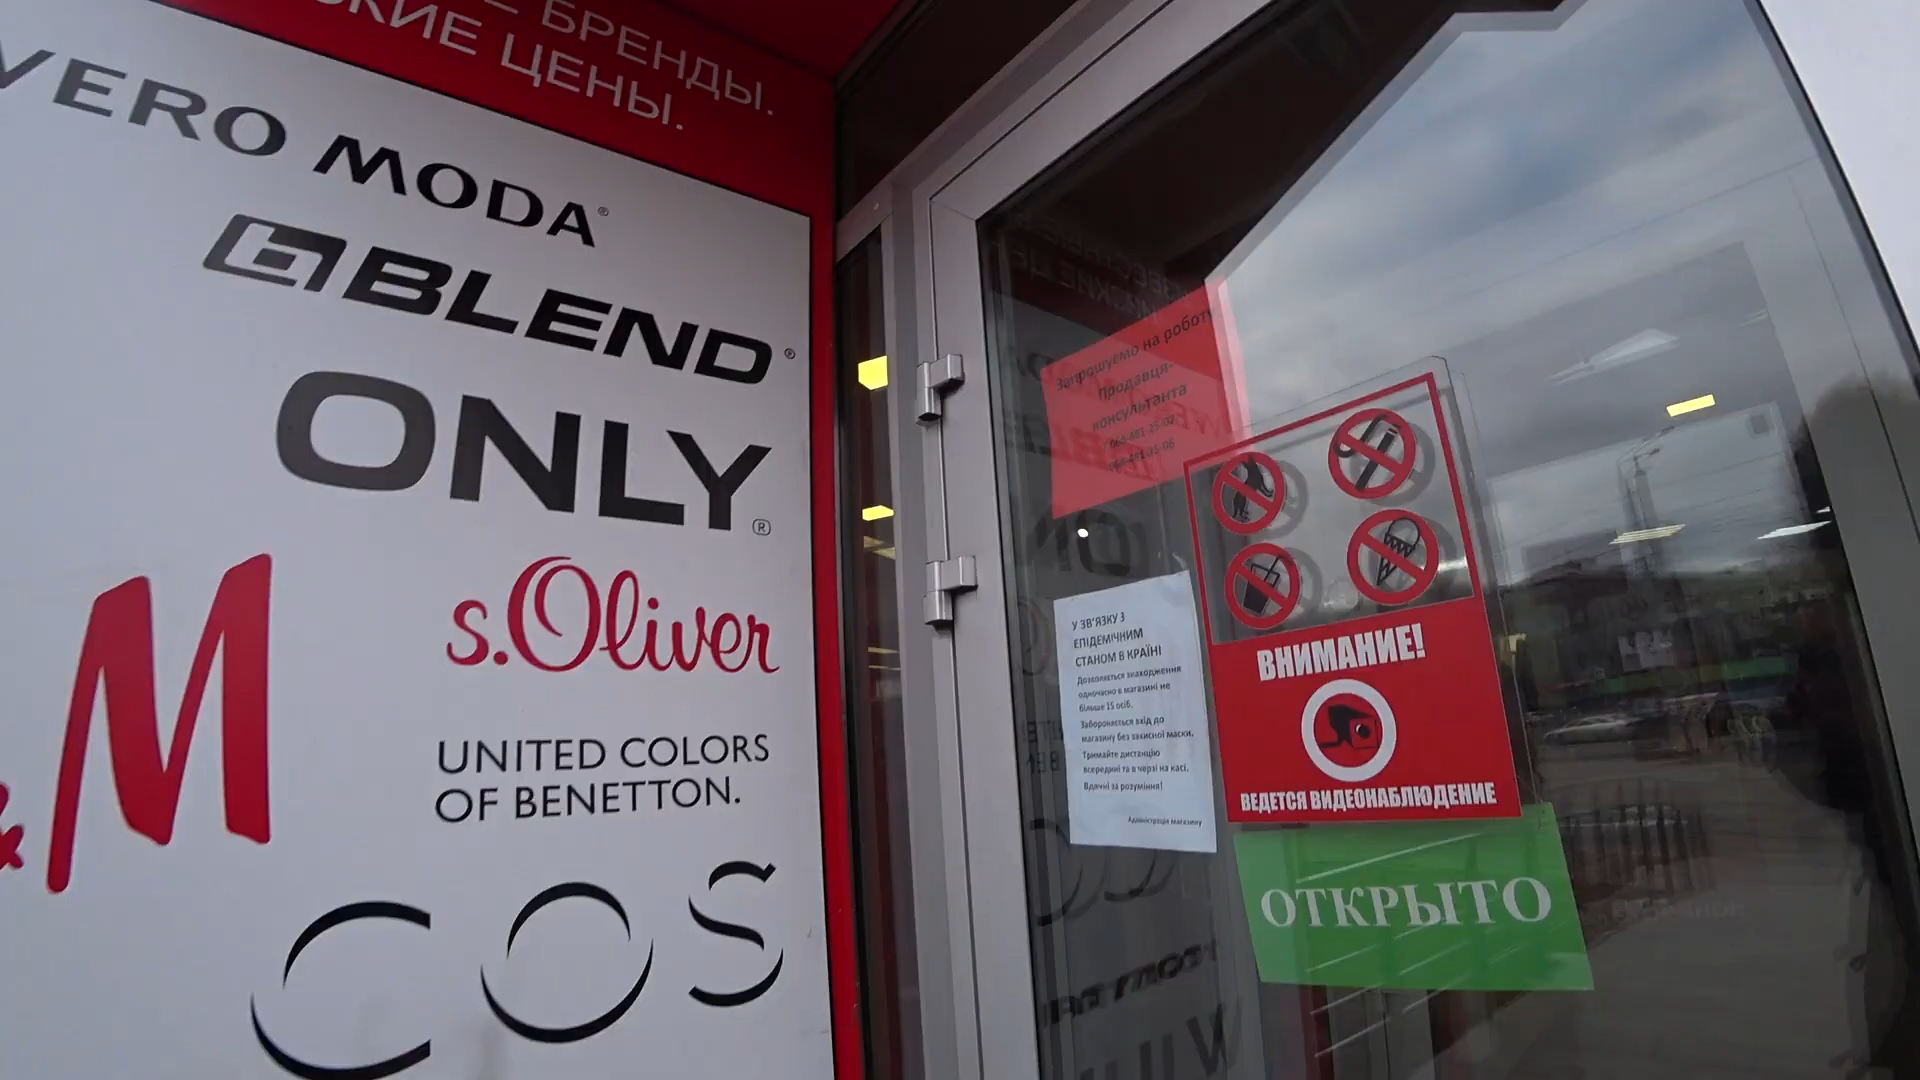 БРЕНДЫ.
ЦЕНЫ.
VERO MODA®
BLEND®
ONLY®
&M
s.Oliver
UNITED COLORS
OF BENETTON.
COS
Запрошуємо на роботу
Продавця-
консультанта
У ЗВ'ЯЗКУ З
ЕПІДЕМІЧНИМ
СТАНОМ В КРАЇНІ
Дозволяється знаходження
одночасно в магазині не
більше 15 осіб.
Забороняється вхід до
магазину без захисної маски.
Тримайте дистанцію
всередині та в черзі на касі.
Вдячні за розуміння!
Адміністрація магазину
ВНИМАНИЕ!
ВЕДЕТСЯ ВИДЕОНАБЛЮДЕНИЕ
ОТКРЫТО